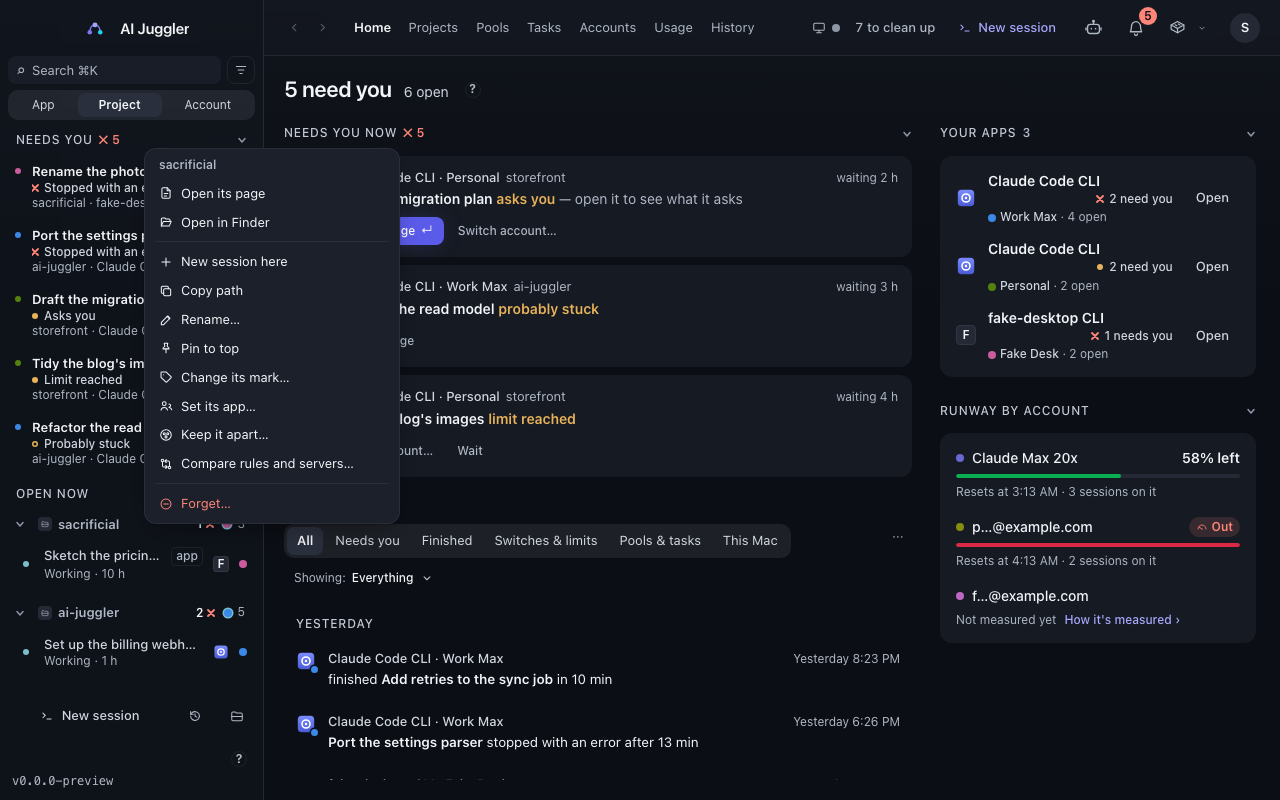 AI Juggler
Search ⌘K
App Project Account
NEEDS YOU 5
Rename the photo
Stopped with an e
sacrificial · fake-des
Port the settings p
Stopped with an e
ai-juggler · Claude C
Draft the migratio
Asks you
storefront · Claude
Tidy the blog's im
Limit reached
storefront · Claude
Refactor the read
Probably stuck
ai-juggler · Claude C
OPEN NOW
sacrificial
Sketch the pricin... app F
Working · 10 h
ai-juggler 2 5
Set up the billing webh...
Working · 1 h
New session
?
v0.0.0-preview
sacrificial
Open its page
Open in Finder
New session here
Copy path
Rename...
Pin to top
Change its mark...
Set its app...
Keep it apart...
Compare rules and servers...
Forget...
Home Projects Pools Tasks Accounts Usage History
7 to clean up
New session
5
S
5 need you 6 open ?
NEEDS YOU NOW 5
de CLI · Personal storefront waiting 2 h
migration plan asks you — open it to see what it asks
ge ↵ Switch account...
de CLI · Work Max ai-juggler waiting 3 h
he read model probably stuck
ge
de CLI · Personal storefront waiting 4 h
log's images limit reached
ount... Wait
All Needs you Finished Switches & limits Pools & tasks This Mac ...
Showing: Everything
YESTERDAY
Claude Code CLI · Work Max Yesterday 8:23 PM
finished Add retries to the sync job in 10 min
Claude Code CLI · Work Max Yesterday 6:26 PM
Port the settings parser stopped with an error after 13 min
YOUR APPS 3
Claude Code CLI
2 need you Open
Work Max · 4 open
Claude Code CLI
2 need you Open
Personal · 2 open
F fake-desktop CLI
1 needs you Open
Fake Desk · 2 open
RUNWAY BY ACCOUNT
Claude Max 20x 58% left
Resets at 3:13 AM · 3 sessions on it
p...@example.com Out
Resets at 4:13 AM · 2 sessions on it
f...@example.com
Not measured yet How it's measured ›